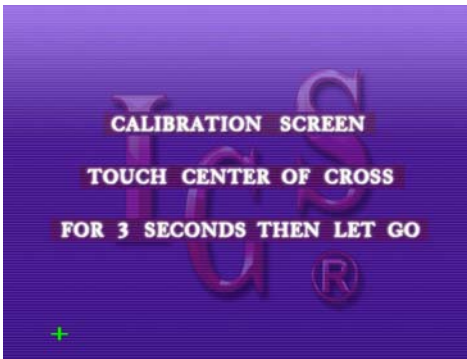 CALIBRATION SCREEN
TOUCH CENTER OF CROSS
FOR 3 SECONDS THEN LET GO
IGS
®